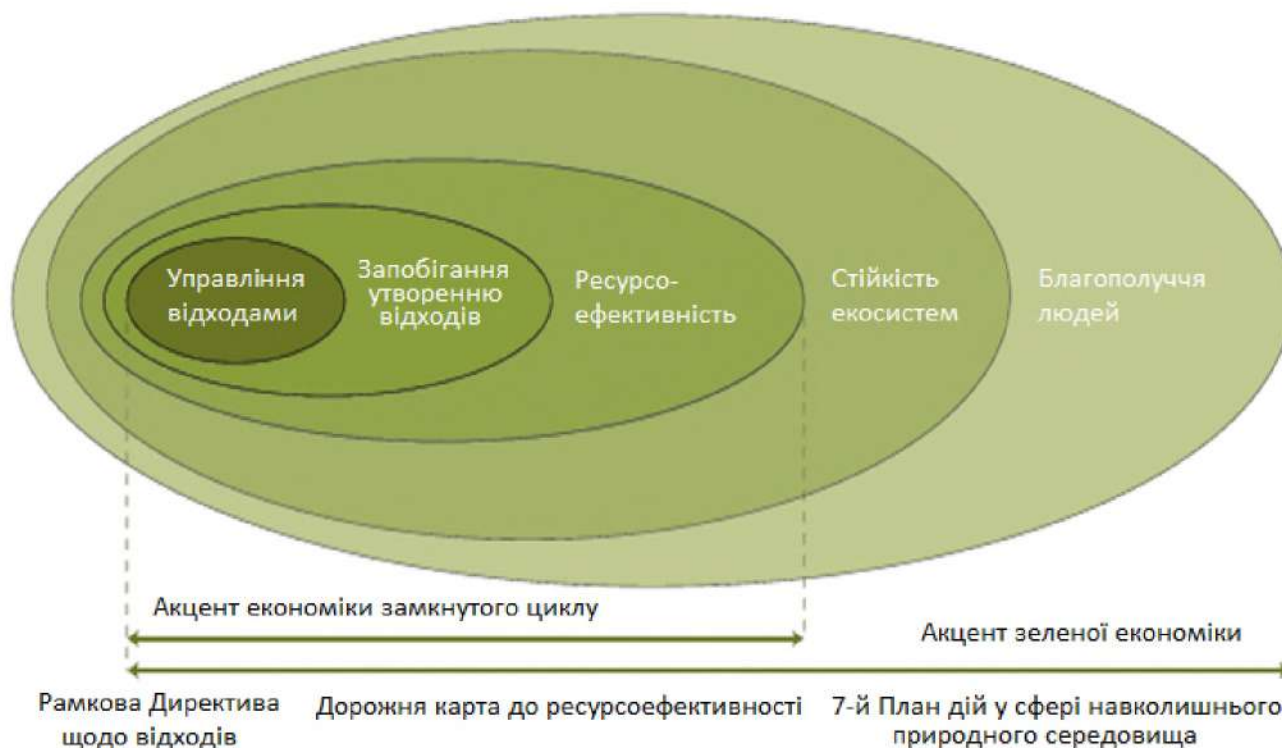 Управління
відходами
Запобігання
утворенню
відходів
Ресурсо-
ефективність
Стійкість
екосистем
Благополуччя
людей
Акцент економіки замкнутого циклу
Акцент зеленої економіки
Рамкова Директива
щодо відходів
Дорожня карта до ресурсоефективності
7-й План дій у сфері навколишнього
природного середовища